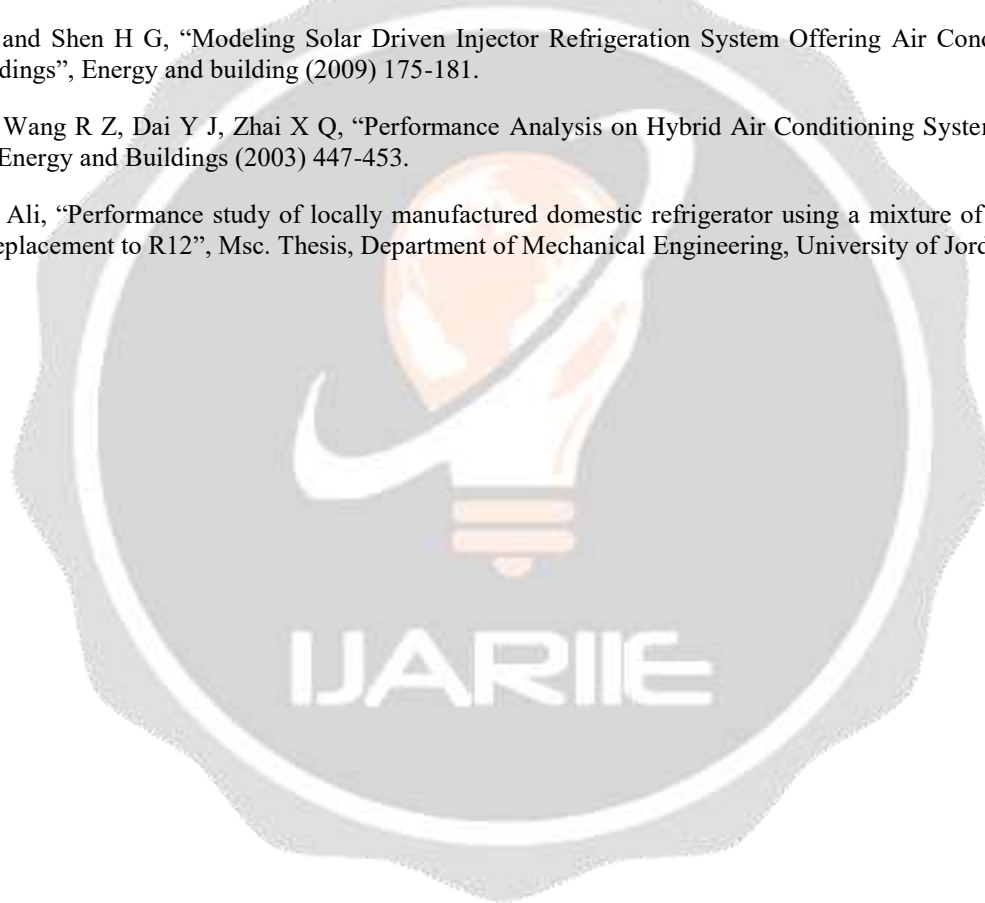 and Shen H G, “Modeling Solar Driven Injector Refrigeration System Offering Air Cond
dings”, Energy and building (2009) 175-181.
Wang R Z, Dai Y J, Zhai X Q, “Performance Analysis on Hybrid Air Conditioning System
Energy and Buildings (2003) 447-453.
Ali, “Performance study of locally manufactured domestic refrigerator using a mixture of
eplacement to R12”, Msc. Thesis, Department of Mechanical Engineering, University of Jord
IJARIIE